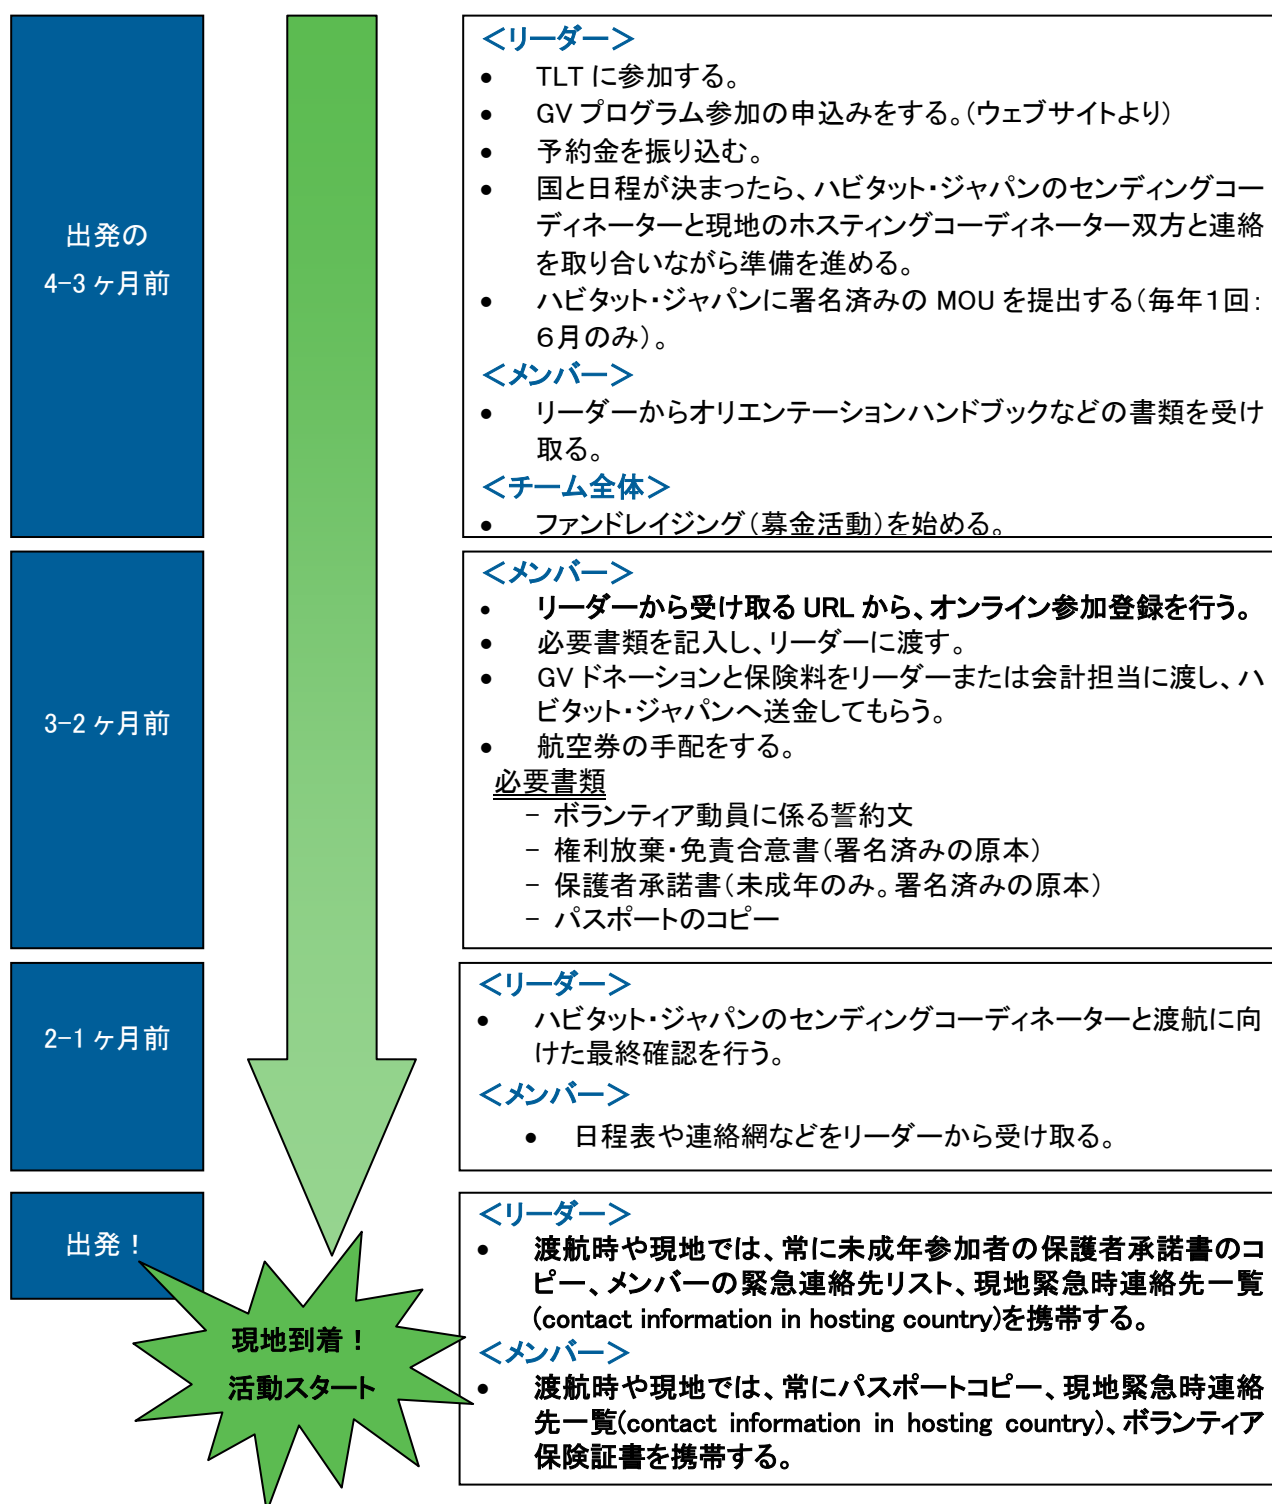 出発の
4-3 ヶ月前
＜リーダー＞
• TLT に参加する。
• GV プログラム参加の申込みをする。（ウェブサイトより）
• 予約金を振り込む。
• 国と日程が決まったら、ハビタット・ジャパンのセンディングコー
ディネーターと現地のホスティングコーディネーター双方と連絡
を取り合いながら準備を進める。
• ハビタット・ジャパンに署名済みの MOU を提出する（毎年１回：
６月のみ）。
＜メンバー＞
• リーダーからオリエンテーションハンドブックなどの書類を受け
取る。
＜チーム全体＞
• ファンドレイジング（募金活動）を始める。
3-2 ヶ月前
＜メンバー＞
• リーダーから受け取る URL から、オンライン参加登録を行う。
• 必要書類を記入し、リーダーに渡す。
• GV ドネーションと保険料をリーダーまたは会計担当に渡し、ハ
ビタット・ジャパンへ送金してもらう。
• 航空券の手配をする。
必要書類
- ボランティア動員に係る誓約文
- 権利放棄・免責合意書（署名済みの原本）
- 保護者承諾書（未成年のみ。署名済みの原本）
- パスポートのコピー
2-1 ヶ月前
＜リーダー＞
• ハビタット・ジャパンのセンディングコーディネーターと渡航に向
けた最終確認を行う。
＜メンバー＞
• 日程表や連絡網などをリーダーから受け取る。
出発！
＜リーダー＞
• 渡航時や現地では、常に未成年参加者の保護者承諾書のコ
ピー、メンバーの緊急連絡先リスト、現地緊急時連絡先一覧
(contact information in hosting country)を携帯する。
＜メンバー＞
• 渡航時や現地では、常にパスポートコピー、現地緊急時連絡
先一覧(contact information in hosting country)、ボランティア
保険証書を携帯する。
現地到着！
活動スタート